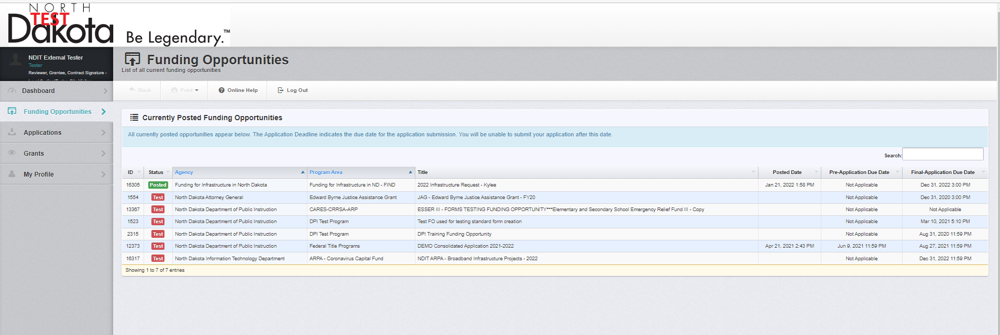 NORTH
TEST
Dakota
Be Legendary.™
NDIT External Tester
Tester
Reviewer, Grantee, Contract Signature -
Dashboard
Funding Opportunities
Applications
Grants
My Profile
Funding Opportunities
List of all current funding opportunities
Back Print Online Help Log Out
Currently Posted Funding Opportunities
All currently posted opportunities appear below. The Application Deadline indicates the due date for the application submission. You will be unable to submit your application after this date.
Search:
ID Status Agency Program Area Title Posted Date Pre-Application Due Date Final-Application Due Date
16305 Posted Funding for Infrastructure in North Dakota Funding for Infrastructure in ND - FIND 2022 Infrastructure Request - Kylee Jan 21, 2022 1:58 PM Not Applicable Dec 31, 2022 3:00 PM
1554 Test North Dakota Attorney General Edward Byrne Justice Assistance Grant JAG - Edward Byrne Justice Assistance Grant - FY20 Not Applicable Dec 31, 2020 3:00 PM
13367 Test North Dakota Department of Public Instruction CARES-CRRSA-ARP ESSER III - FORMS TESTING FUNDING OPPORTUNITY***Elementary and Secondary School Emergency Relief Fund III - Copy Not Applicable Not Applicable
1523 Test North Dakota Department of Public Instruction DPI Test Program Test FO used for testing standard form creation Not Applicable Mar 10, 2021 5:10 PM
2315 Test North Dakota Department of Public Instruction DPI Test Program DPI Training Funding Opportunity Not Applicable Aug 31, 2020 11:59 PM
12373 Test North Dakota Department of Public Instruction Federal Title Programs DEMO Consolidated Application 2021-2022 Apr 21, 2021 2:43 PM Jun 9, 2021 11:59 PM Aug 27, 2021 11:59 PM
16317 Test North Dakota Information Technology Department ARPA - Coronavirus Capital Fund NDIT ARPA - Broadband Infrastructure Projects - 2022 Not Applicable Dec 31, 2022 11:59 PM
Showing 1 to 7 of 7 entries